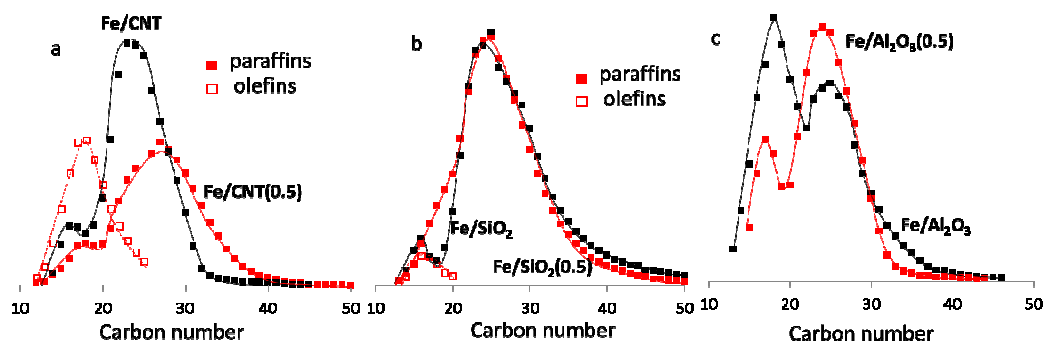 a
Fe/CNT
paraffins
olefins
Fe/CNT(0.5)
10 20 30 40 50
Carbon number
b
paraffins
olefins
Fe/SiO₂
Fe/SiO₂(0.5)
10 20 30 40 50
Carbon number
c
Fe/Al₂O₃(0.5)
Fe/Al₂O₃
10 20 30 40 50
Carbon number